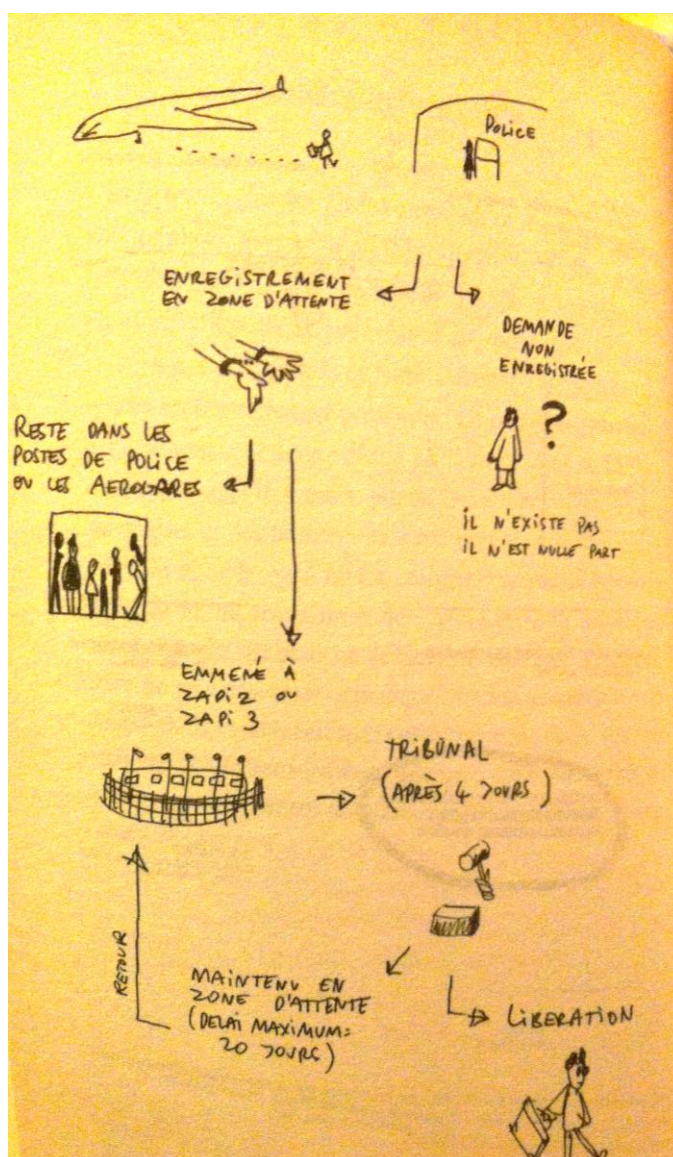 POLICE
ENREGISTREMENT
EN ZONE D'ATTENTE
DEMANDE
NON
ENREGISTRÉE
RESTE DANS LES
POSTES DE POLICE
OU LES AEROGARES
?
IL N'EXISTE PAS
IL N'EST NULLE PART
EMMENÉ À
ZAPI 2 OU
ZAPI 3
TRIBUNAL
(APRÈS 4 JOURS)
RETOUR
MAINTENU EN
ZONE D'ATTENTE
(DELAI MAXIMUM=
20 JOURS)
LIBERATION